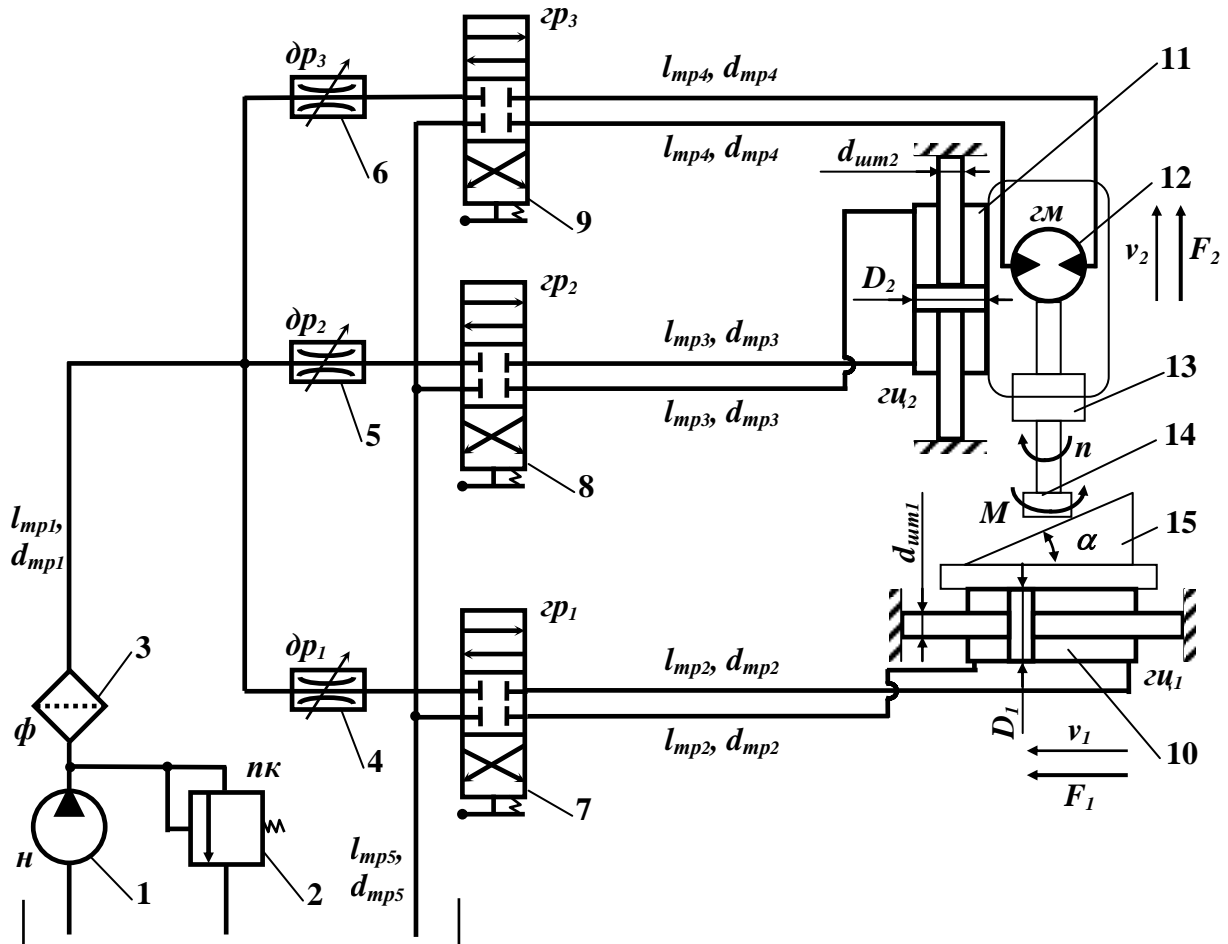 гр₃
др₃
lтр4, dтр4
11
lтр4, dтр4
dшт2
6
9
12
гм
v₂
F₂
гр₂
D₂
др₂
lтр3, dтр3
13
lтр3, dтр3
гц₂
5
8
n
14
M
15
lтр1,
dтр1
dшт1
α
гр₁
3
др₁
lтр2, dтр2
гц₁
ф
lтр2, dтр2
D₁
v₁
10
4
пк
7
F₁
н
1
2
lтр5,
dтр5